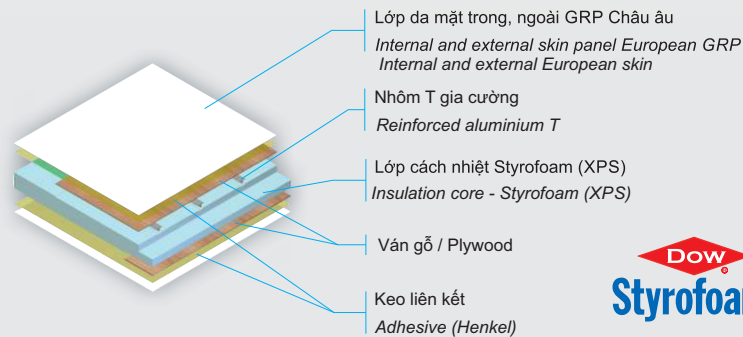 Lớp da mặt trong, ngoài GRP Châu âu
Internal and external skin panel European GRP
Internal and external European skin
Nhôm T gia cường
Reinforced aluminium T
Lớp cách nhiệt Styrofoam (XPS)
Insulation core - Styrofoam (XPS)
Ván gỗ / Plywood
Keo liên kết
Adhesive (Henkel)
Dow
Styrofoa